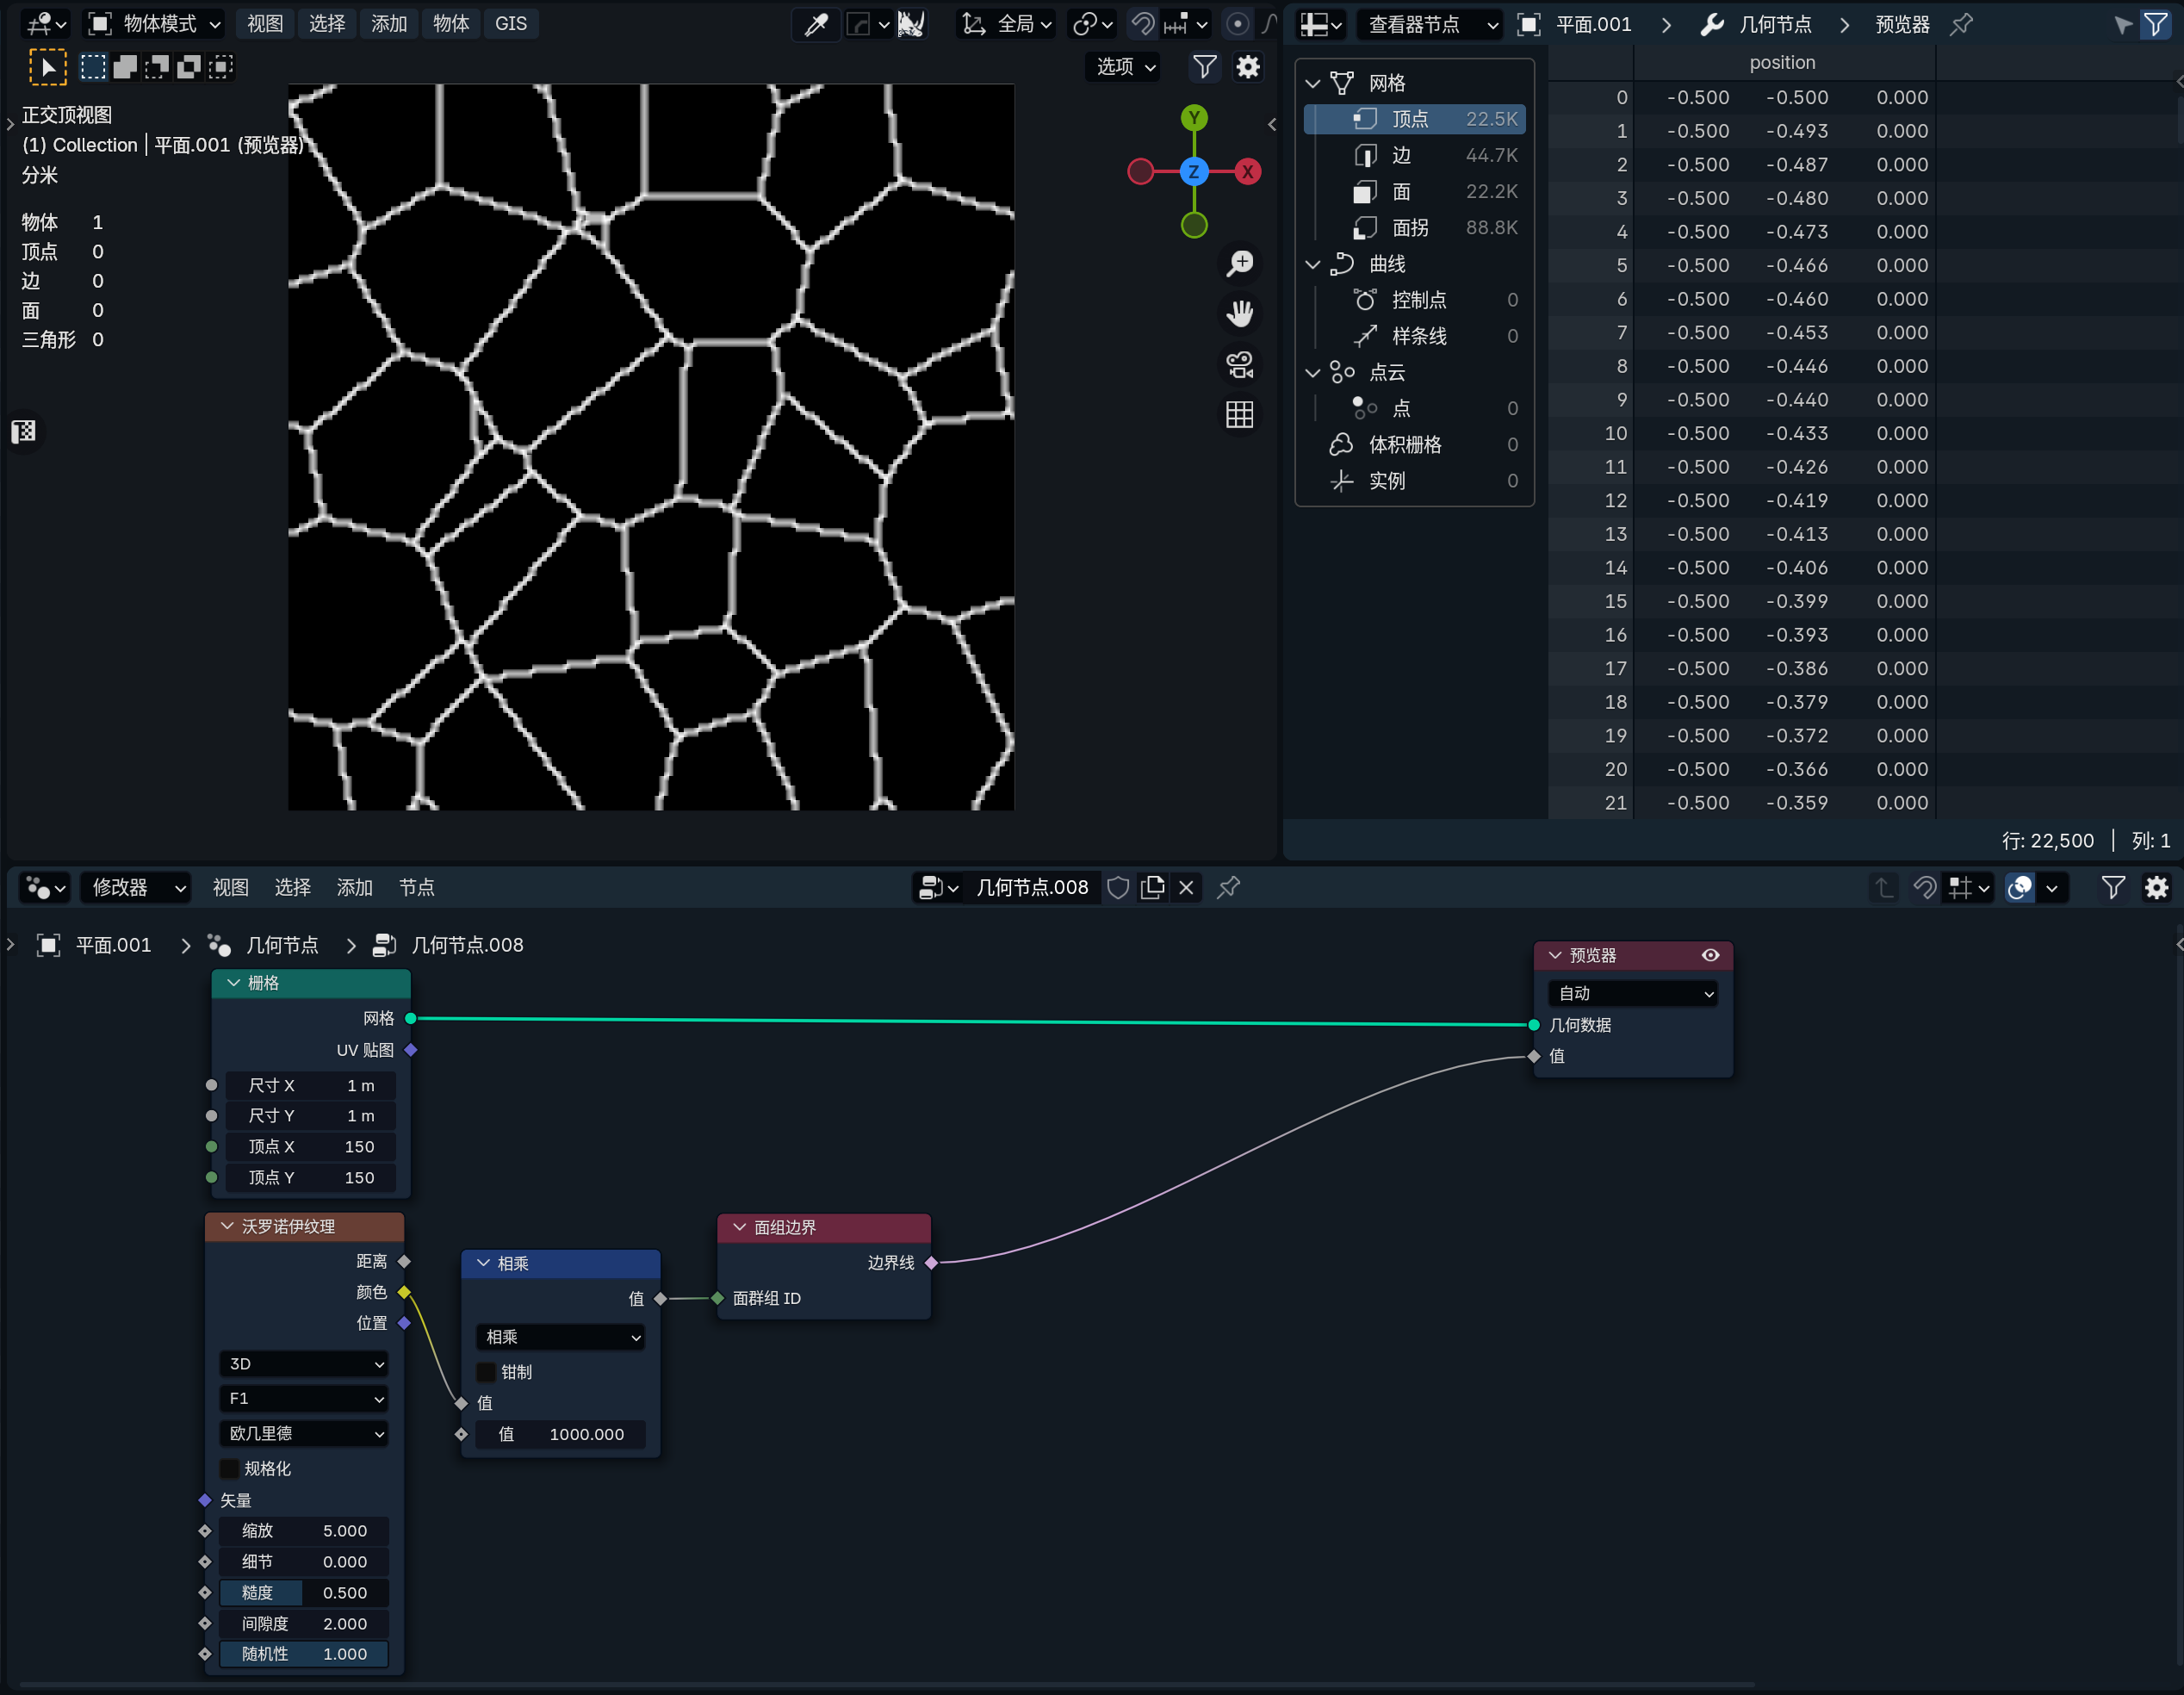 物体模式
视图
选择
添加
物体
GIS
全局
选项
正交顶视图
(1) Collection | 平面.001 (预览器)
分米
物体 1
顶点 0
边 0
面 0
三角形 0
Y
Z
X
查看器节点
平面.001
几何节点
预览器
网格
顶点 22.5K
边 44.7K
面 22.2K
面拐 88.8K
曲线
控制点 0
样条线 0
点云
点 0
体积栅格 0
实例 0
position
0 -0.500 -0.500 0.000
1 -0.500 -0.493 0.000
2 -0.500 -0.487 0.000
3 -0.500 -0.480 0.000
4 -0.500 -0.473 0.000
5 -0.500 -0.466 0.000
6 -0.500 -0.460 0.000
7 -0.500 -0.453 0.000
8 -0.500 -0.446 0.000
9 -0.500 -0.440 0.000
10 -0.500 -0.433 0.000
11 -0.500 -0.426 0.000
12 -0.500 -0.419 0.000
13 -0.500 -0.413 0.000
14 -0.500 -0.406 0.000
15 -0.500 -0.399 0.000
16 -0.500 -0.393 0.000
17 -0.500 -0.386 0.000
18 -0.500 -0.379 0.000
19 -0.500 -0.372 0.000
20 -0.500 -0.366 0.000
21 -0.500 -0.359 0.000
行: 22,500 | 列: 1
修改器
视图
选择
添加
节点
几何节点.008
平面.001
几何节点
几何节点.008
栅格
网格
UV 贴图
尺寸 X 1 m
尺寸 Y 1 m
顶点 X 150
顶点 Y 150
沃罗诺伊纹理
距离
颜色
位置
3D
F1
欧几里德
规格化
矢量
缩放 5.000
细节 0.000
糙度 0.500
间隙度 2.000
随机性 1.000
相乘
值
相乘
钳制
值
值 1000.000
面组边界
边界线
面群组 ID
预览器
自动
几何数据
值